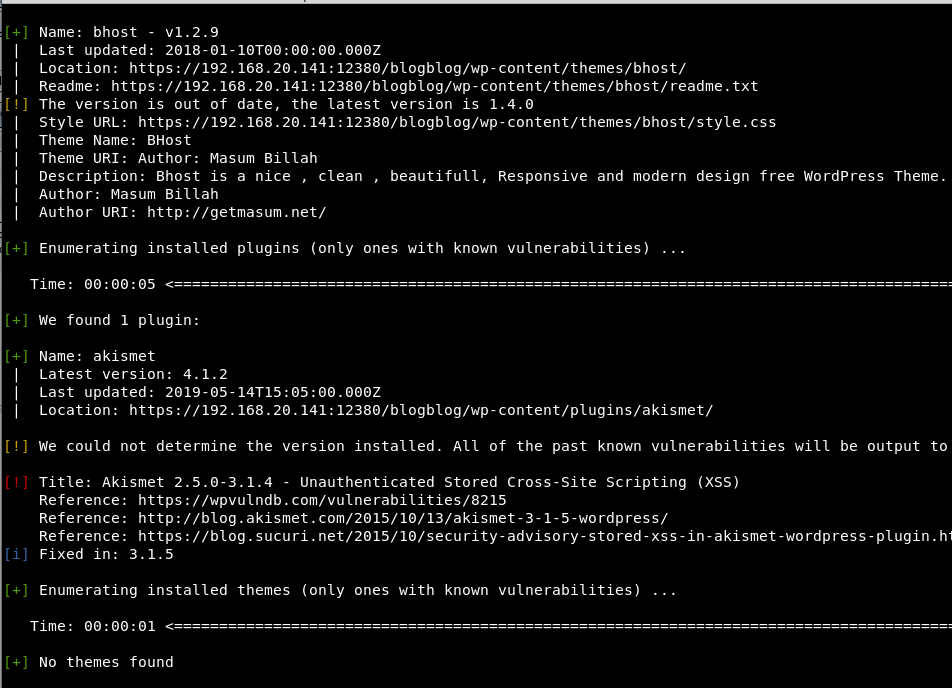 [+] Name: bhost - v1.2.9
 |  Last updated: 2018-01-10T00:00:00.000Z
 |  Location: https://192.168.20.141:12380/blogblog/wp-content/themes/bhost/
 |  Readme: https://192.168.20.141:12380/blogblog/wp-content/themes/bhost/readme.txt
[!] The version is out of date, the latest version is 1.4.0
 |  Style URL: https://192.168.20.141:12380/blogblog/wp-content/themes/bhost/style.css
 |  Theme Name: BHost
 |  Theme URI: Author: Masum Billah
 |  Description: Bhost is a nice , clean , beautifull, Responsive and modern design free WordPress Theme.
 |  Author: Masum Billah
 |  Author URI: http://getmasum.net/
[+] Enumerating installed plugins (only ones with known vulnerabilities) ...
   Time: 00:00:05 <=======================================================================================
[+] We found 1 plugin:
[+] Name: akismet
 |  Latest version: 4.1.2
 |  Last updated: 2019-05-14T15:05:00.000Z
 |  Location: https://192.168.20.141:12380/blogblog/wp-content/plugins/akismet/
[!] We could not determine the version installed. All of the past known vulnerabilities will be output to
[!] Title: Akismet 2.5.0-3.1.4 - Unauthenticated Stored Cross-Site Scripting (XSS)
    Reference: https://wpvulndb.com/vulnerabilities/8215
    Reference: http://blog.akismet.com/2015/10/13/akismet-3-1-5-wordpress/
    Reference: https://blog.sucuri.net/2015/10/security-advisory-stored-xss-in-akismet-wordpress-plugin.ht
[i] Fixed in: 3.1.5
[+] Enumerating installed themes (only ones with known vulnerabilities) ...
   Time: 00:00:01 <=======================================================================================
[+] No themes found